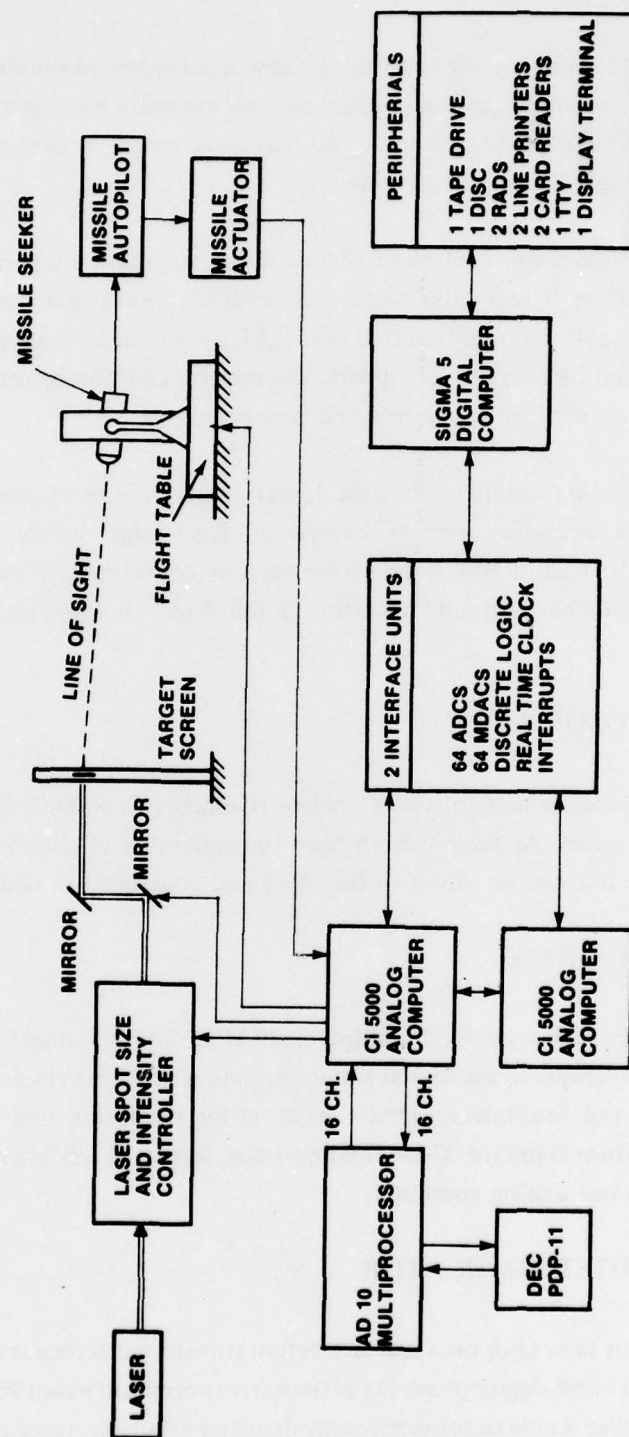 LASER
LASER SPOT SIZE
AND INTENSITY
CONTROLLER
MIRROR
MIRROR
TARGET
SCREEN
LINE OF SIGHT
MISSILE SEEKER
FLIGHT TABLE
MISSILE
AUTOPILOT
MISSILE
ACTUATOR
AD 10
MULTIPROCESSOR
16 CH.
16 CH.
DEC
PDP-11
CI 5000
ANALOG
COMPUTER
CI 5000
ANALOG
COMPUTER
2 INTERFACE UNITS
64 ADCS
64 MDACS
DISCRETE LOGIC
REAL TIME CLOCK
INTERRUPTS
SIGMA 5
DIGITAL
COMPUTER
PERIPHERIALS
1 TAPE DRIVE
1 DISC
2 RADS
2 LINE PRINTERS
2 CARD READERS
1 TTY
1 DISPLAY TERMINAL